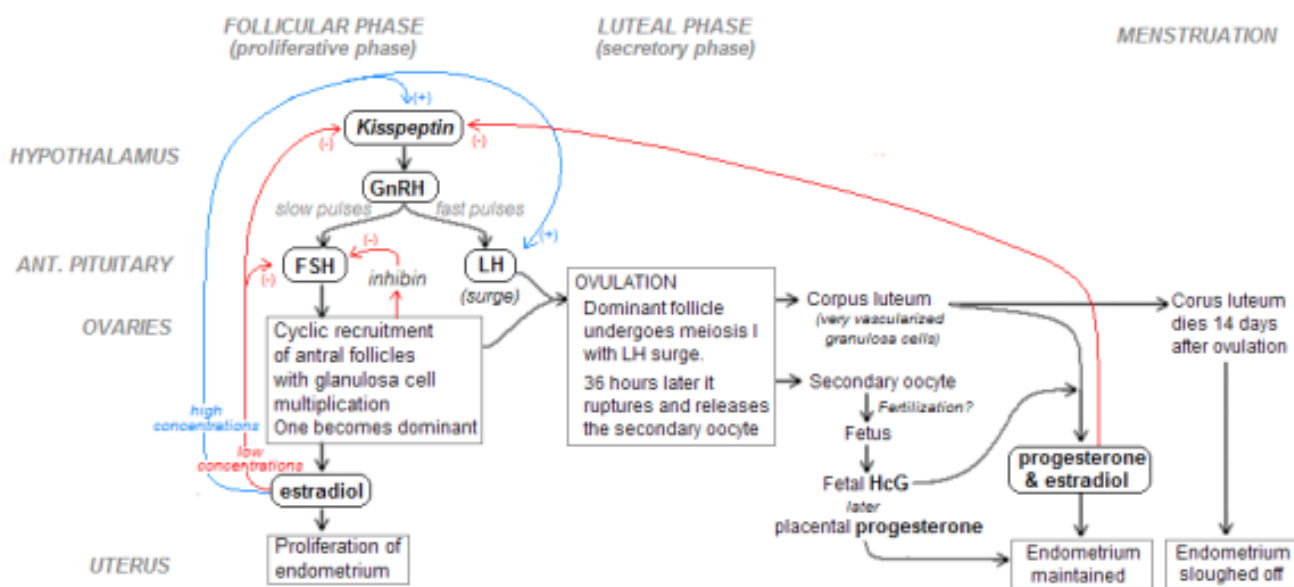 FOLLICULAR PHASE
(proliferative phase)
LUTEAL PHASE
(secretory phase)
MENSTRUATION
(+)
Kisspeptin
(-)
(-)
HYPOTHALAMUS
GnRH
slow pulses
fast pulses
(-)
(+)
ANT. PITUITARY
FSH
(-)
inhibin
LH
(surge)
OVARIES
Cyclic recruitment
of antral follicles
with glanulosa cell
multiplication
One becomes dominant
OVULATION
Dominant follicle
undergoes meiosis I
with LH surge.
36 hours later it
ruptures and releases
the secondary oocyte
Corpus luteum
(very vascularized
granulosa cells)
Corus luteum
dies 14 days
after ovulation
Secondary oocyte
Fertilization?
Fetus
Fetal HcG
later
placental progesterone
progesterone
& estradiol
high
concentrations
low
concentrations
estradiol
UTERUS
Proliferation of
endometrium
Endometrium
maintained
Endometrium
sloughed off